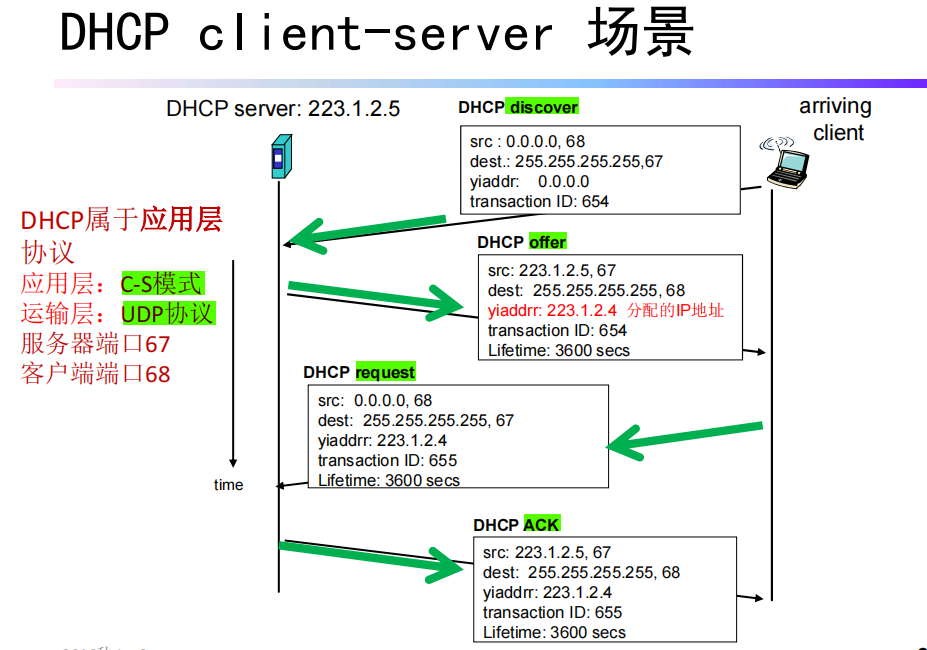 DHCP client-server 场景
DHCP server: 223.1.2.5
DHCP discover
arriving
client
src : 0.0.0.0, 68
dest.: 255.255.255.255,67
yiaddr: 0.0.0.0
transaction ID: 654
DHCP属于应用层
协议
应用层：C-S模式
运输层：UDP协议
服务器端口67
客户端端口68
DHCP offer
src: 223.1.2.5, 67
dest: 255.255.255.255, 68
yiaddrr: 223.1.2.4 分配的IP地址
transaction ID: 654
Lifetime: 3600 secs
DHCP request
src: 0.0.0.0, 68
dest: 255.255.255.255, 67
yiaddrr: 223.1.2.4
transaction ID: 655
Lifetime: 3600 secs
time
DHCP ACK
src: 223.1.2.5, 67
dest: 255.255.255.255, 68
yiaddrr: 223.1.2.4
transaction ID: 655
Lifetime: 3600 secs